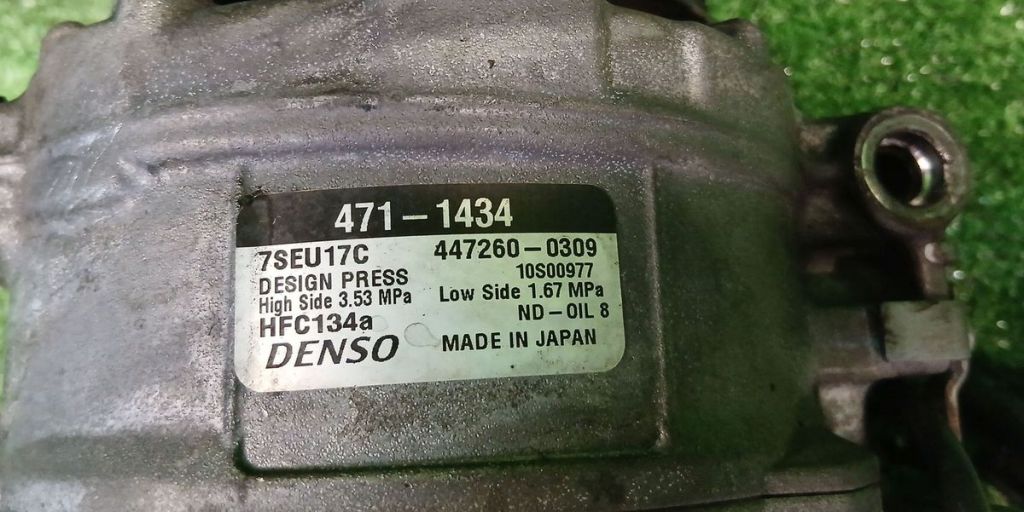 471-1434
7SEU17C 447260-0309
DESIGN PRESS 10S00977
High Side 3.53 MPa Low Side 1.67 MPa
HFC134a ND-OIL 8
DENSO MADE IN JAPAN